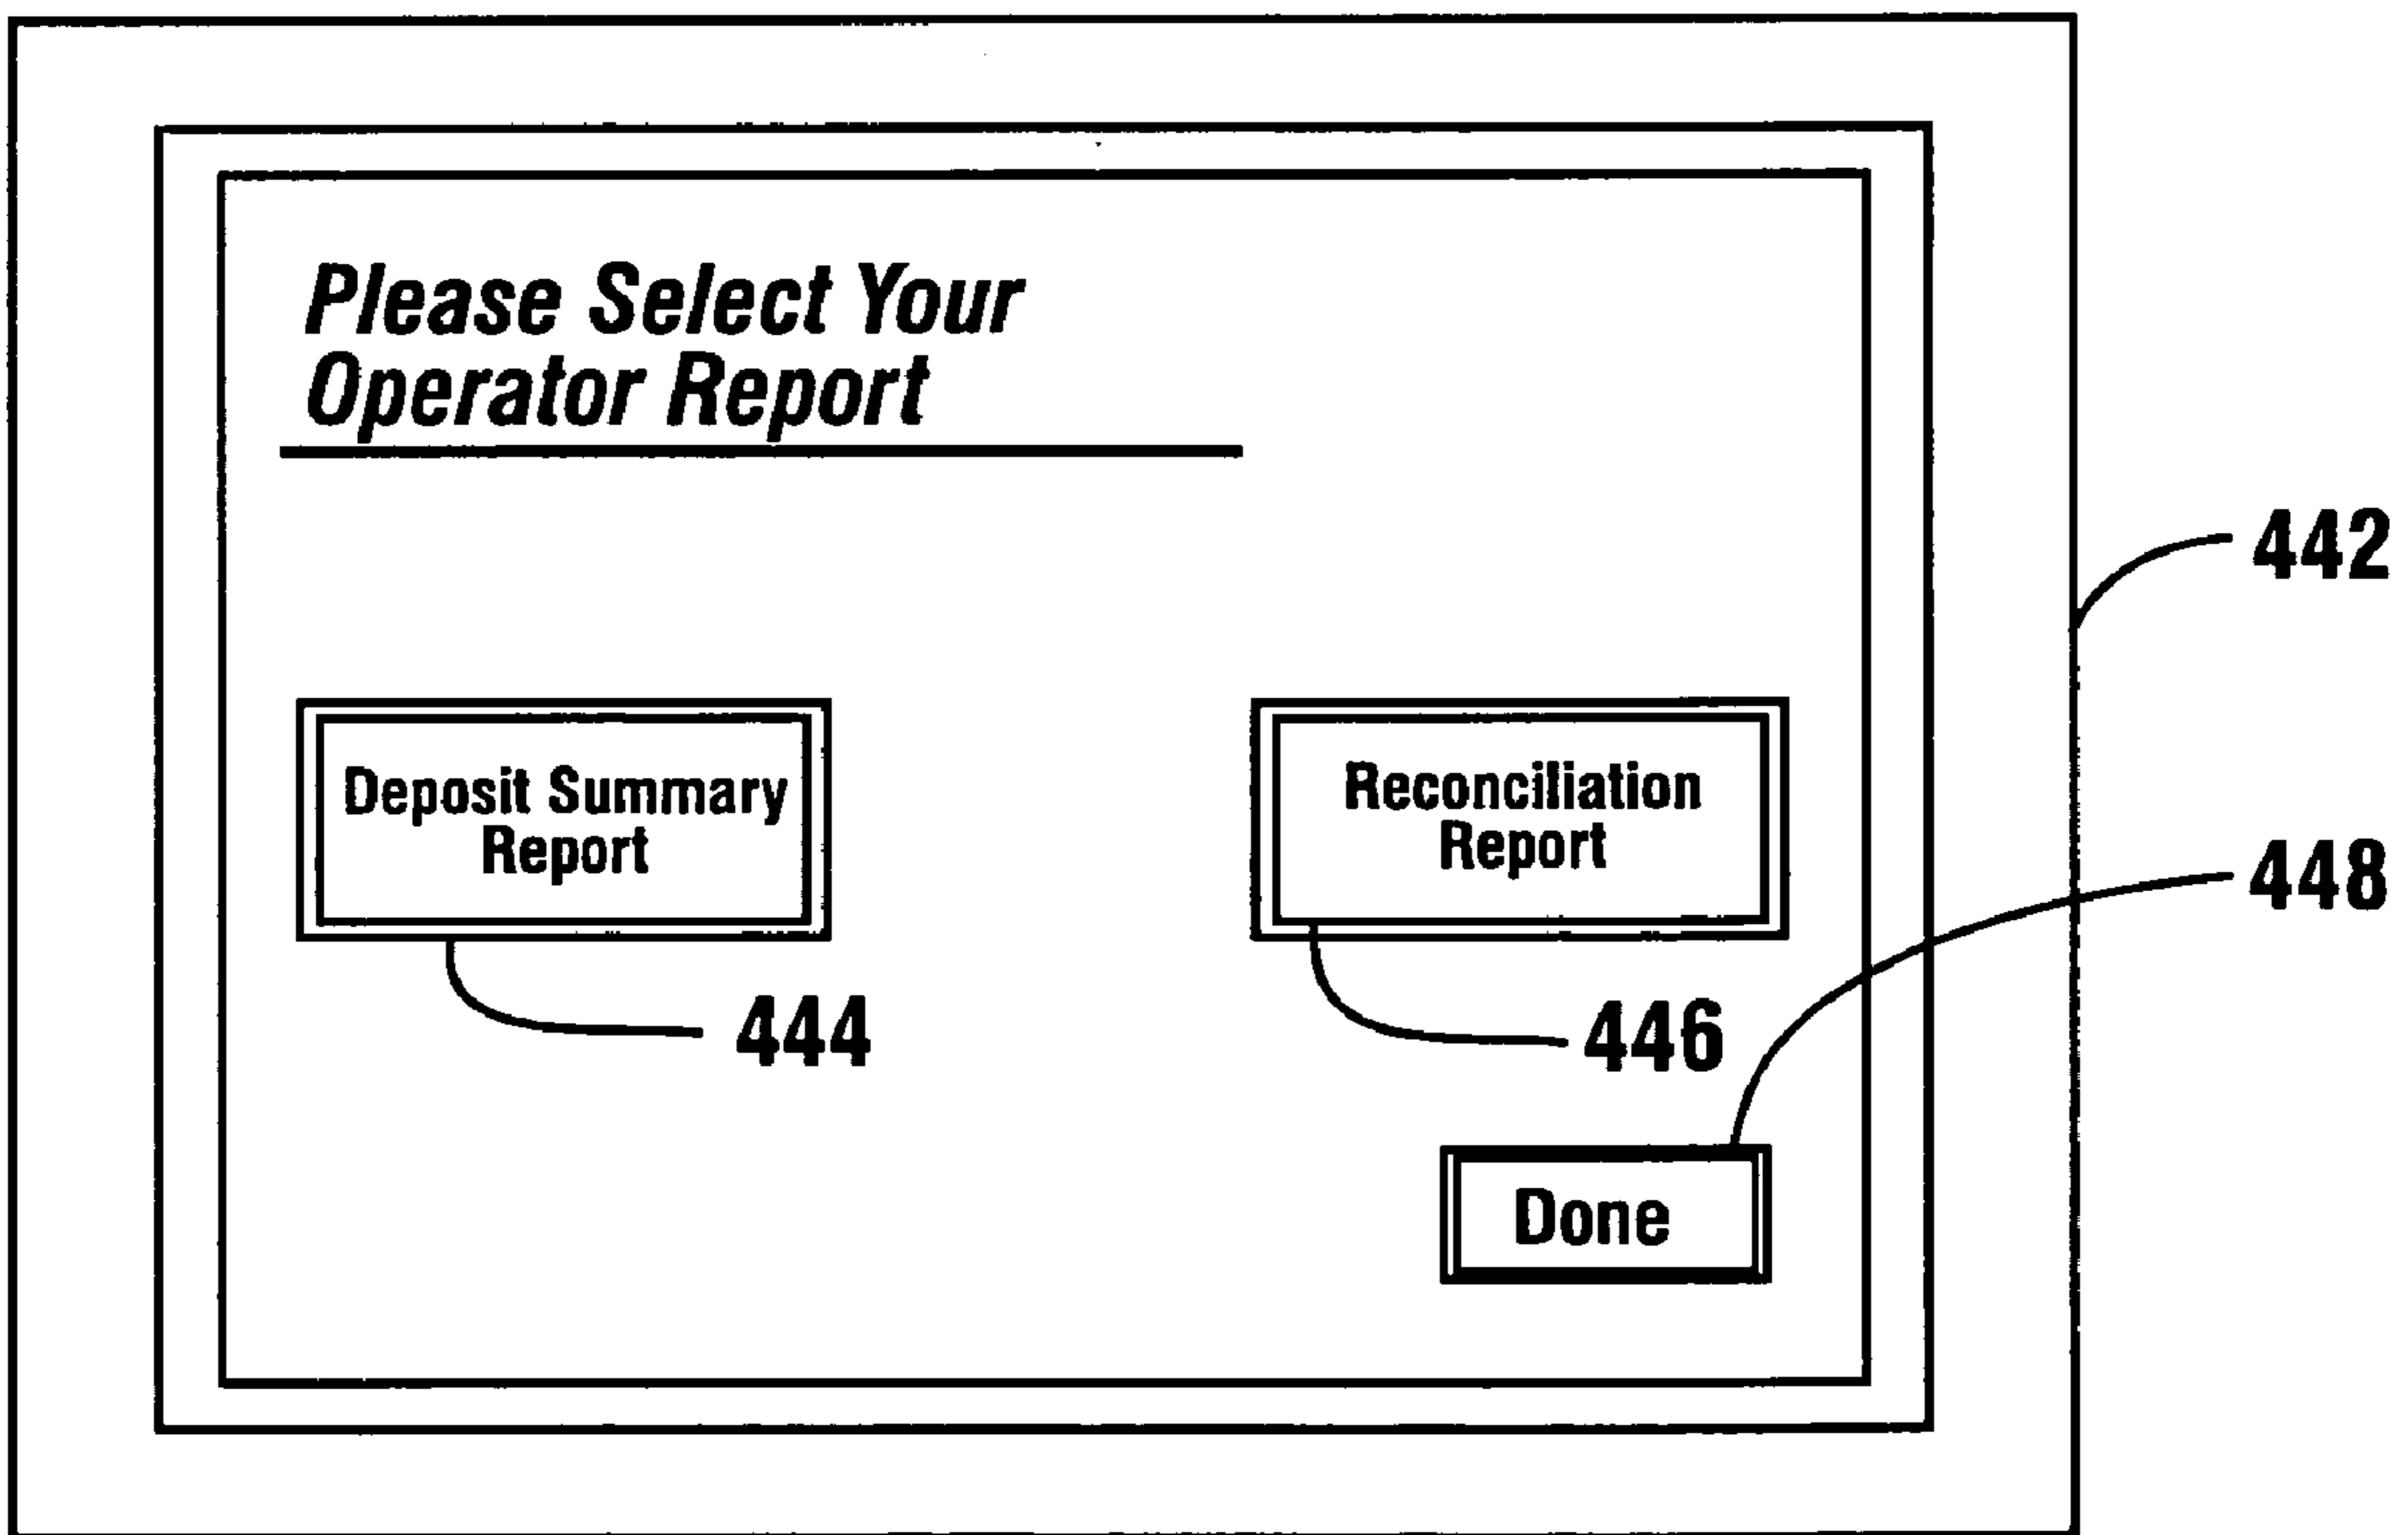 Please Select Your
Operator Report
442
Deposit Summary
Report
Reconciliation
Report
448
444
446
Done